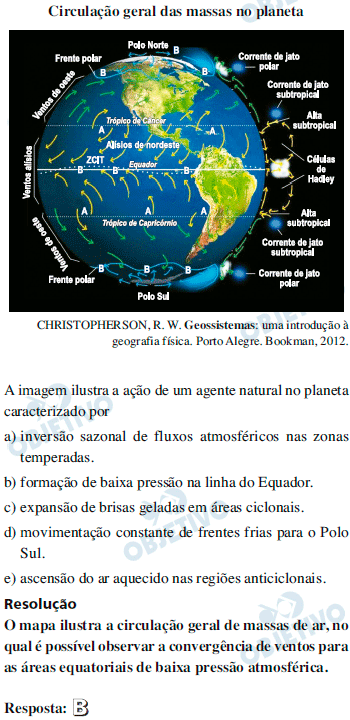 Circulação geral das massas no planeta
Polo Norte
B
Frente polar
B
B
Corrente de jato
polar
Ventos de oeste
Corrente de jato
subtropical
Trópico de Câncer
A
A
Alta
subtropical
Alísios de nordeste
Ventos alísios
ZCIT
Equador
B
B
B
B
Células
de
Hadley
A
A
A
Trópico de Capricórnio
Alta
subtropical
Ventos de oeste
Corrente de jato
subtropical
Frente polar
B
B
B
Corrente de jato
polar
Polo Sul
CHRISTOPHERSON, R. W. Geossistemas: uma introdução à
geografia física. Porto Alegre. Bookman, 2012.
A imagem ilustra a ação de um agente natural no planeta
caracterizado por
a) inversão sazonal de fluxos atmosféricos nas zonas
temperadas.
b) formação de baixa pressão na linha do Equador.
c) expansão de brisas geladas em áreas ciclonais.
d) movimentação constante de frentes frias para o Polo
Sul.
e) ascensão do ar aquecido nas regiões anticiclonais.
Resolução
O mapa ilustra a circulação geral de massas de ar, no
qual é possível observar a convergência de ventos para
as áreas equatoriais de baixa pressão atmosférica.
Resposta: B
OBJETIVO
OBJETIVO
OBJETIVO
OBJETIVO